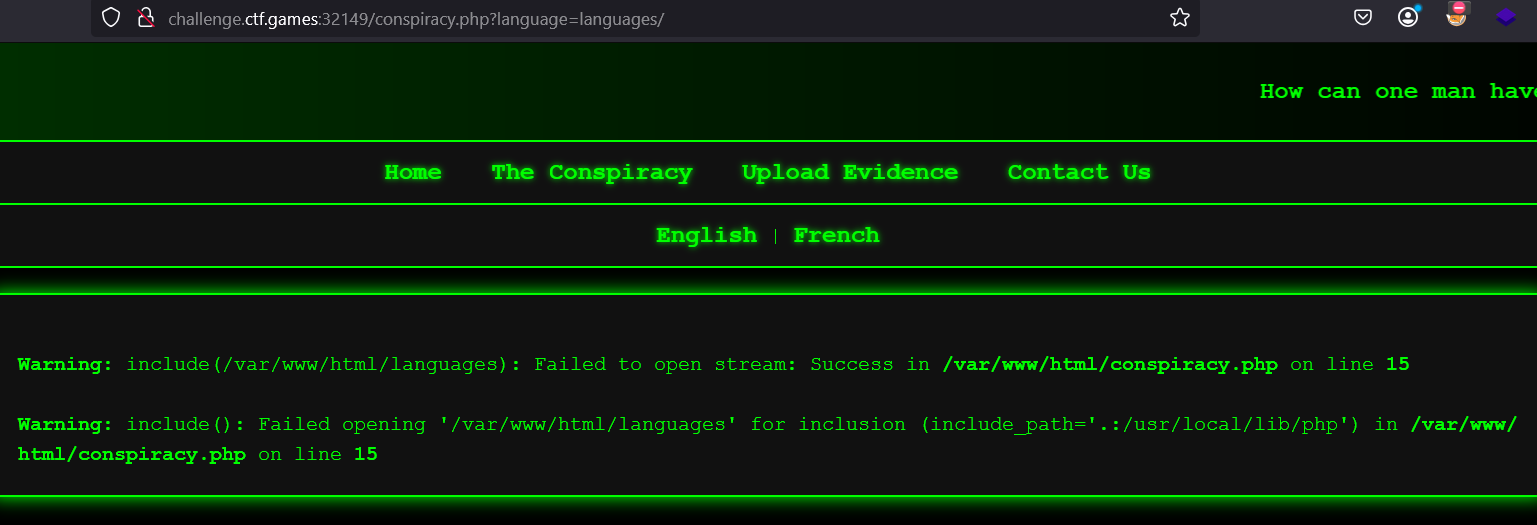 challenge.ctf.games:32149/conspiracy.php?language=languages/
How can one man have
Home The Conspiracy Upload Evidence Contact Us
English | French
Warning: include(/var/www/html/languages): Failed to open stream: Success in /var/www/html/conspiracy.php on line 15
Warning: include(): Failed opening '/var/www/html/languages' for inclusion (include_path='.:/usr/local/lib/php') in /var/www/
html/conspiracy.php on line 15